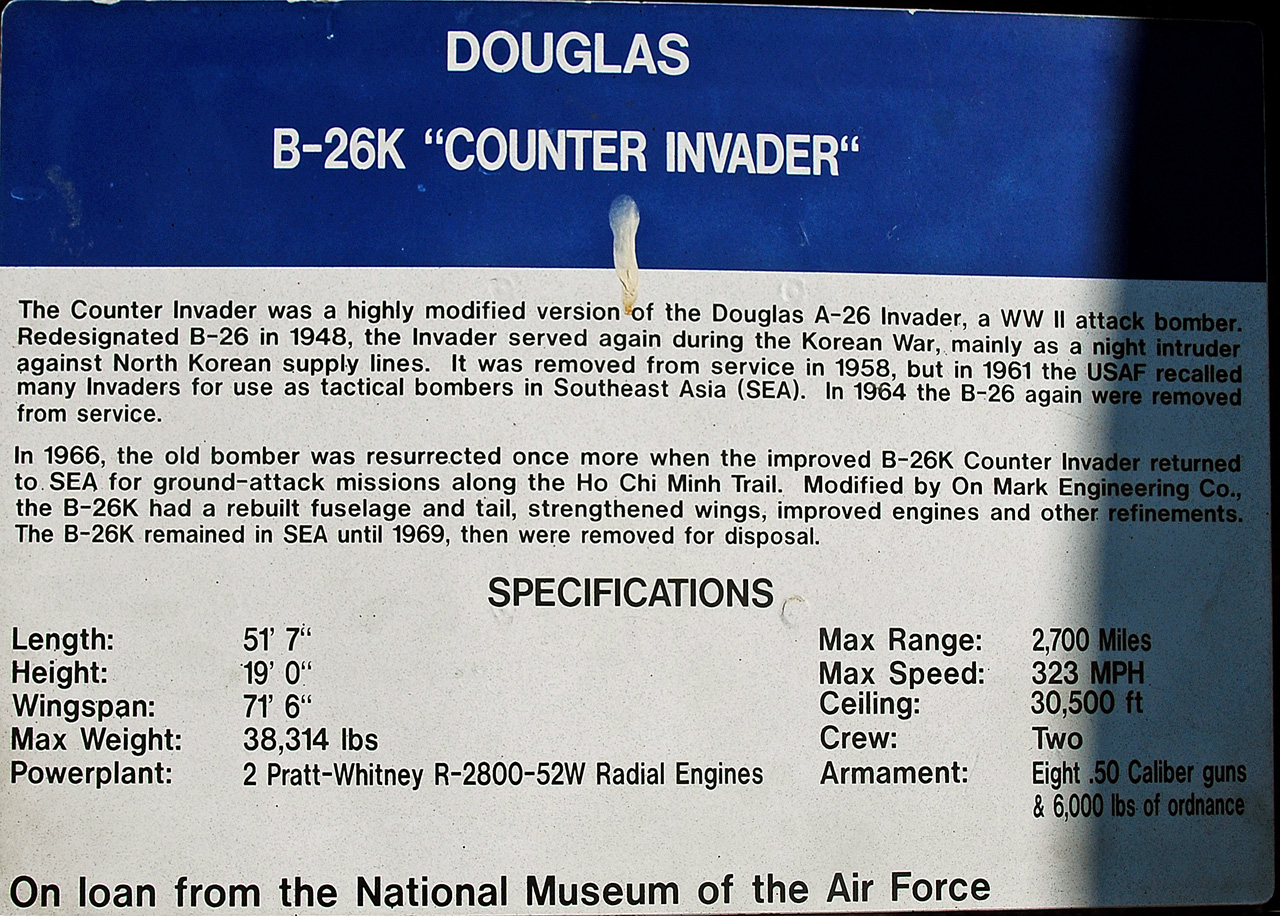 DOUGLAS
B-26K “COUNTER INVADER“
The Counter Invader was a highly modified version of the Douglas A-26 Invader, a WW II attack bomber.
Redesignated B-26 in 1948, the Invader served again during the Korean War, mainly as a night intruder
against North Korean supply lines. It was removed from service in 1958, but in 1961 the USAF recalled
many Invaders for use as tactical bombers in Southeast Asia (SEA). In 1964 the B-26 again were removed
from service.
In 1966, the old bomber was resurrected once more when the improved B-26K Counter Invader returned
to SEA for ground-attack missions along the Ho Chi Minh Trail. Modified by On Mark Engineering Co.,
the B-26K had a rebuilt fuselage and tail, strengthened wings, improved engines and other refinements.
The B-26K remained in SEA until 1969, then were removed for disposal.
SPECIFICATIONS
Length: 51’ 7“ Max Range: 2,700 Miles
Height: 19’ 0“ Max Speed: 323 MPH
Wingspan: 71’ 6“ Ceiling: 30,500 ft
Max Weight: 38,314 lbs Crew: Two
Powerplant: 2 Pratt-Whitney R-2800-52W Radial Engines Armament: Eight .50 Caliber guns
& 6,000 lbs of ordnance
On loan from the National Museum of the Air Force